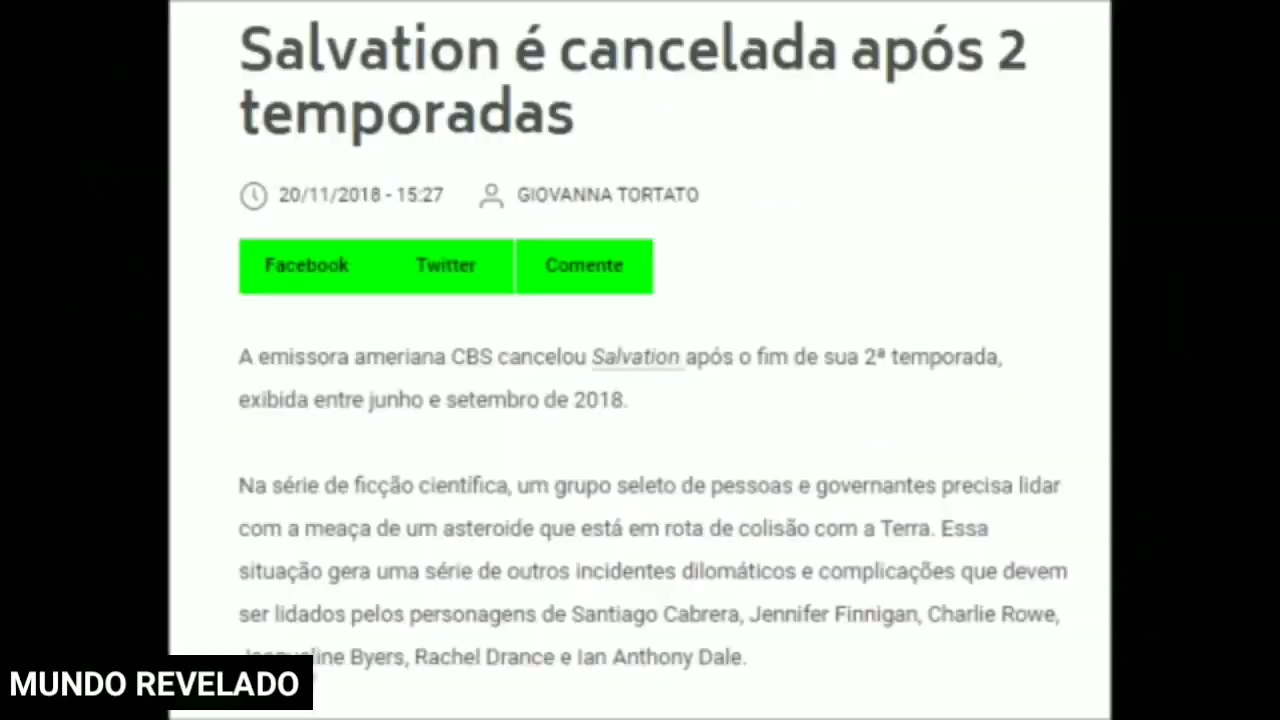 Salvation é cancelada após 2
temporadas
20/11/2018 - 15:27 GIOVANNA TORTATO
Facebook Twitter Comente
A emissora ameriana CBS cancelou Salvation após o fim de sua 2ª temporada,
exibida entre junho e setembro de 2018.
Na série de ficção científica, um grupo seleto de pessoas e governantes precisa lidar
com a meaça de um asteroide que está em rota de colisão com a Terra. Essa
situação gera uma série de outros incidentes dilomáticos e complicações que devem
ser lidados pelos personagens de Santiago Cabrera, Jennifer Finnigan, Charlie Rowe,
Byers, Rachel Drance e Ian Anthony Dale.
MUNDO REVELADO